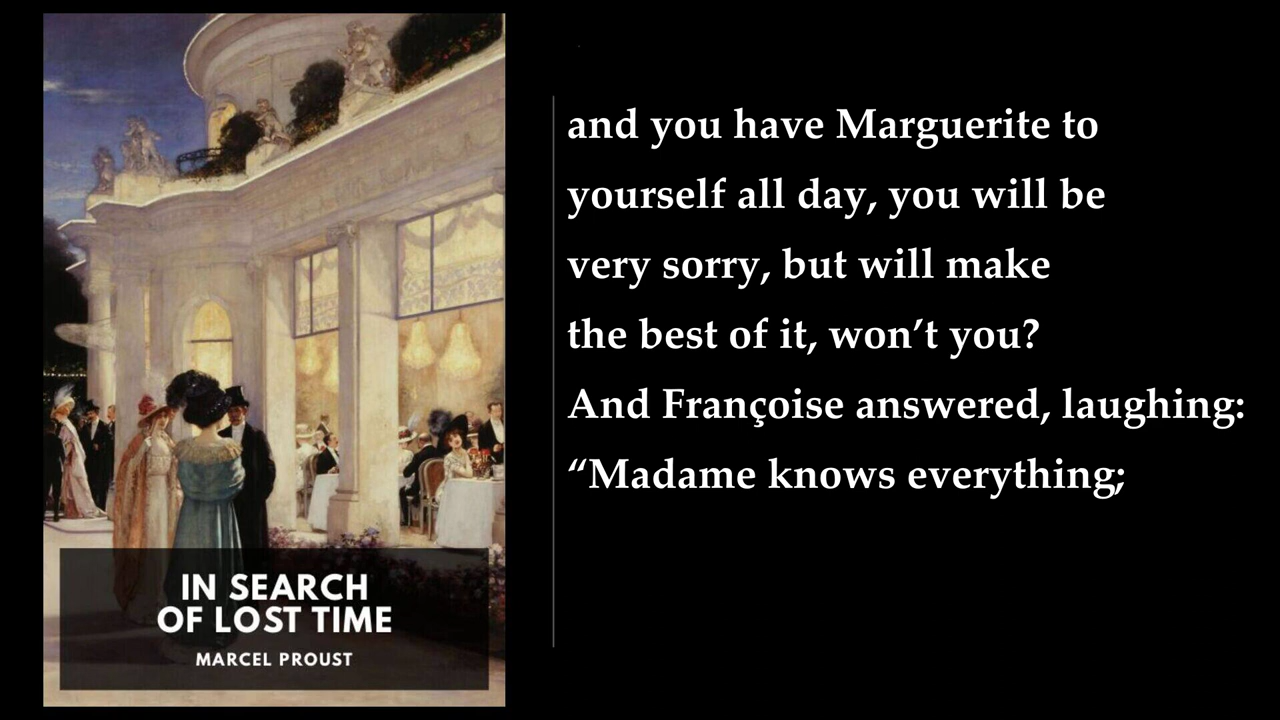 and you have Marguerite to
yourself all day, you will be
very sorry, but will make
the best of it, won’t you?
And Françoise answered, laughing:
“Madame knows everything;
IN SEARCH
OF LOST TIME
MARCEL PROUST